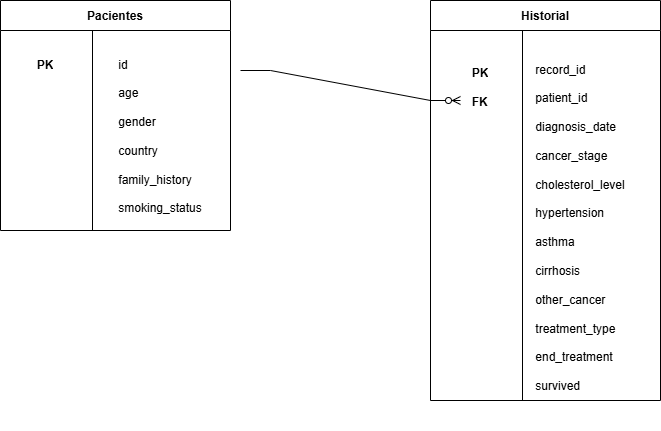 Pacientes
PK id
age
gender
country
family_history
smoking_status
Historial
PK record_id
FK patient_id
diagnosis_date
cancer_stage
cholesterol_level
hypertension
asthma
cirrhosis
other_cancer
treatment_type
end_treatment
survived